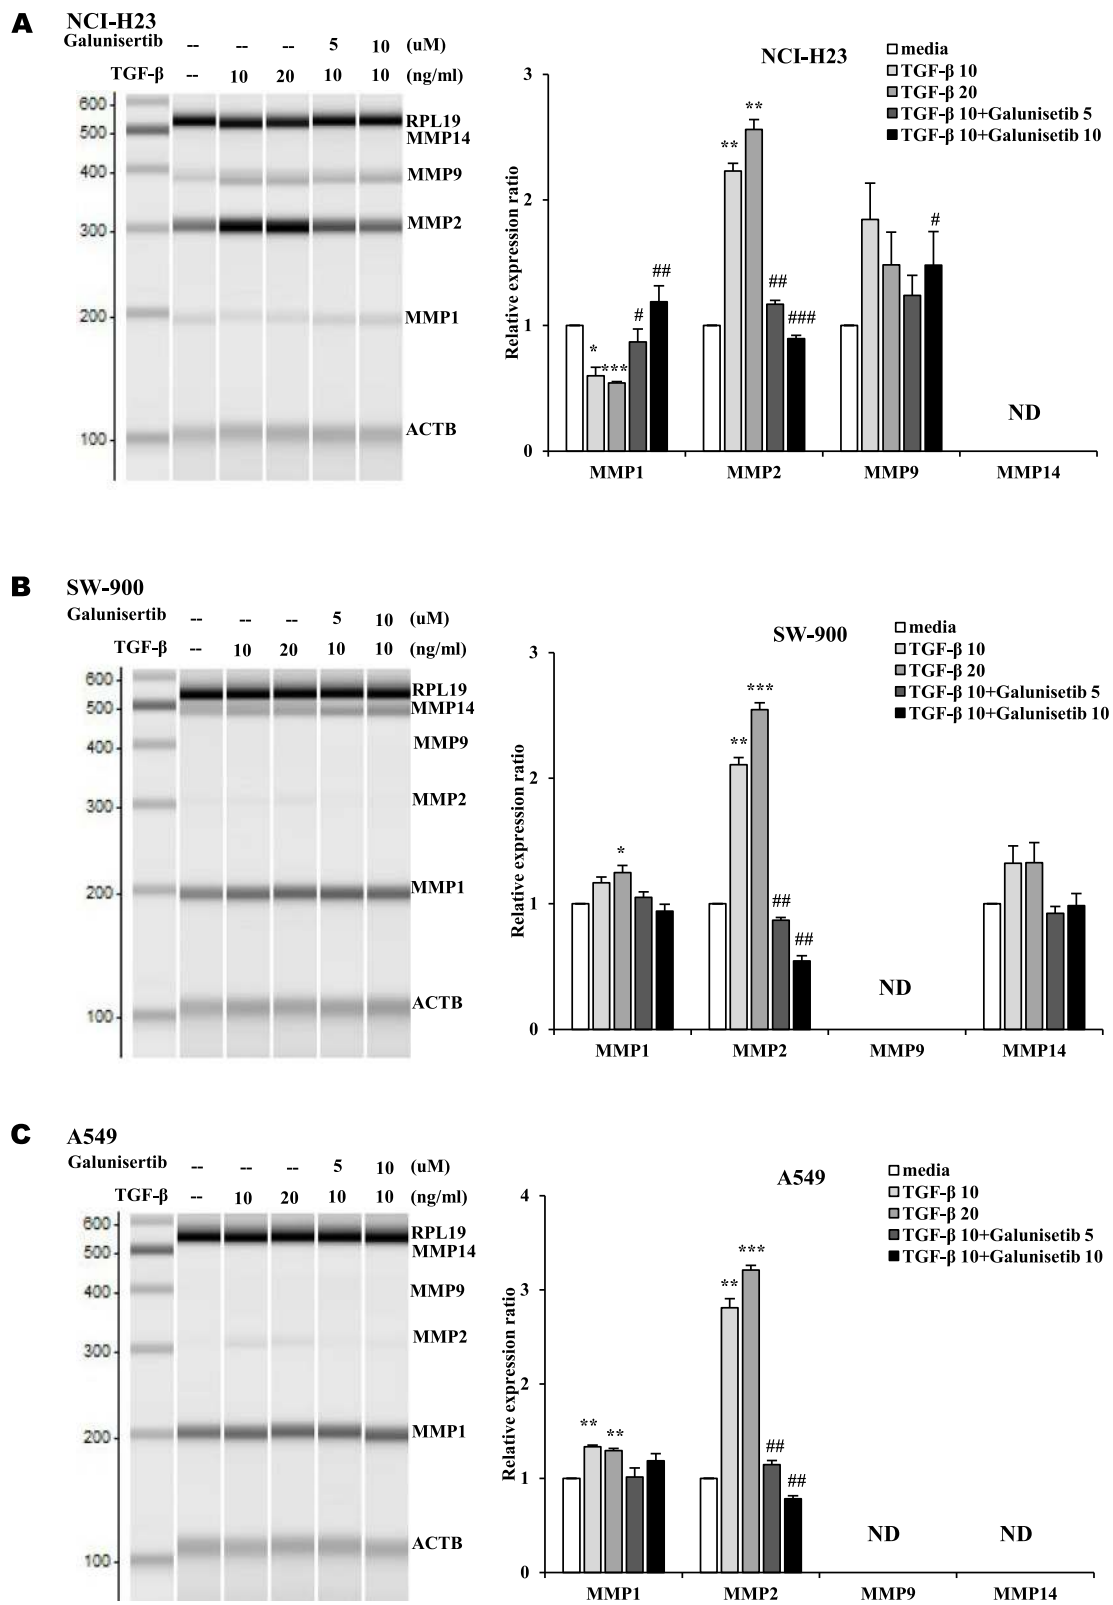 A
NCI-H23
Galunisertib -- -- -- 5 10 (uM)
TGF-β -- 10 20 10 10 (ng/ml)
600
500
400
300
200
100
RPL19
MMP14
MMP9
MMP2
MMP1
ACTB
NCI-H23
media
TGF-β 10
TGF-β 20
TGF-β 10+Galunisetib 5
TGF-β 10+Galunisetib 10
Relative expression ratio
3
2
1
0
* *** # ##
** ** ## ###
#
ND
MMP1 MMP2 MMP9 MMP14
B
SW-900
Galunisertib -- -- -- 5 10 (uM)
TGF-β -- 10 20 10 10 (ng/ml)
600
500
400
300
200
100
RPL19
MMP14
MMP9
MMP2
MMP1
ACTB
SW-900
media
TGF-β 10
TGF-β 20
TGF-β 10+Galunisetib 5
TGF-β 10+Galunisetib 10
Relative expression ratio
3
2
1
0
*
** *** ## ##
ND
MMP1 MMP2 MMP9 MMP14
C
A549
Galunisertib -- -- -- 5 10 (uM)
TGF-β -- 10 20 10 10 (ng/ml)
600
500
400
300
200
100
RPL19
MMP14
MMP9
MMP2
MMP1
ACTB
A549
media
TGF-β 10
TGF-β 20
TGF-β 10+Galunisetib 5
TGF-β 10+Galunisetib 10
Relative expression ratio
4
3
2
1
0
** **
** *** ## ##
ND ND
MMP1 MMP2 MMP9 MMP14